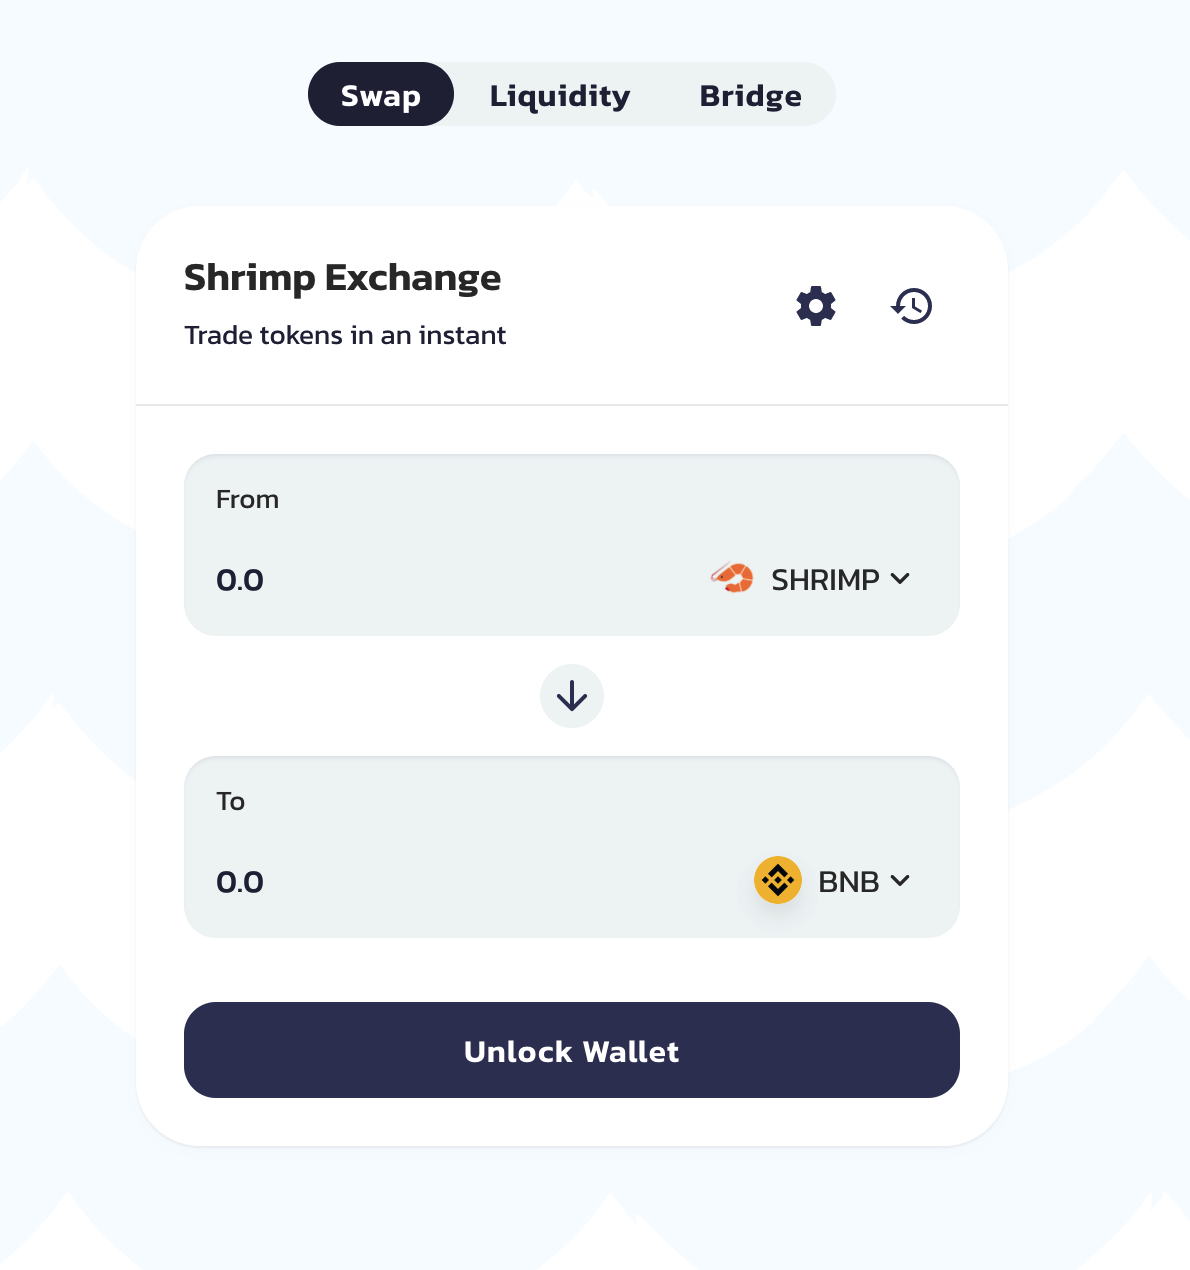 Swap Liquidity Bridge
Shrimp Exchange
Trade tokens in an instant
From
0.0 SHRIMP
To
0.0 BNB
Unlock Wallet